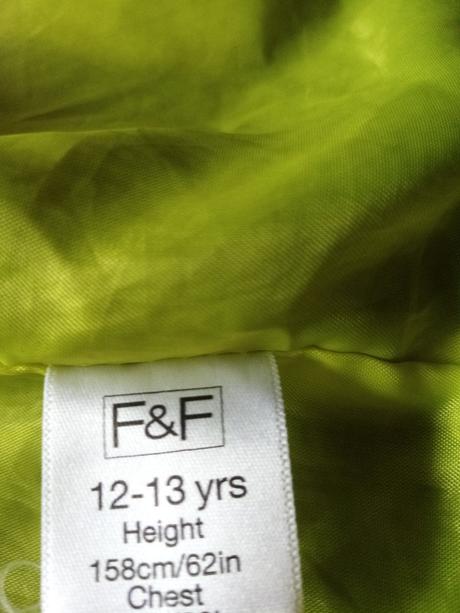 F&F
12-13 yrs
Height
158cm/62in
Chest